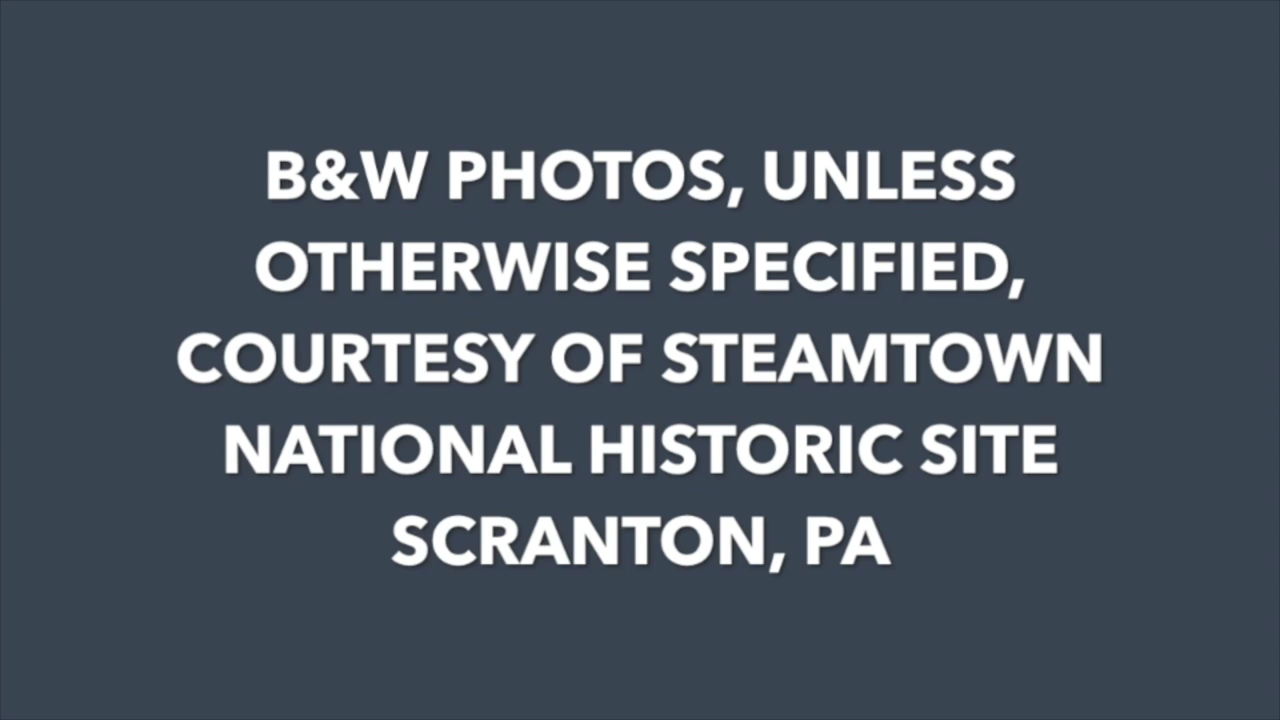 B&W PHOTOS, UNLESS
OTHERWISE SPECIFIED,
COURTESY OF STEAMTOWN
NATIONAL HISTORIC SITE
SCRANTON, PA